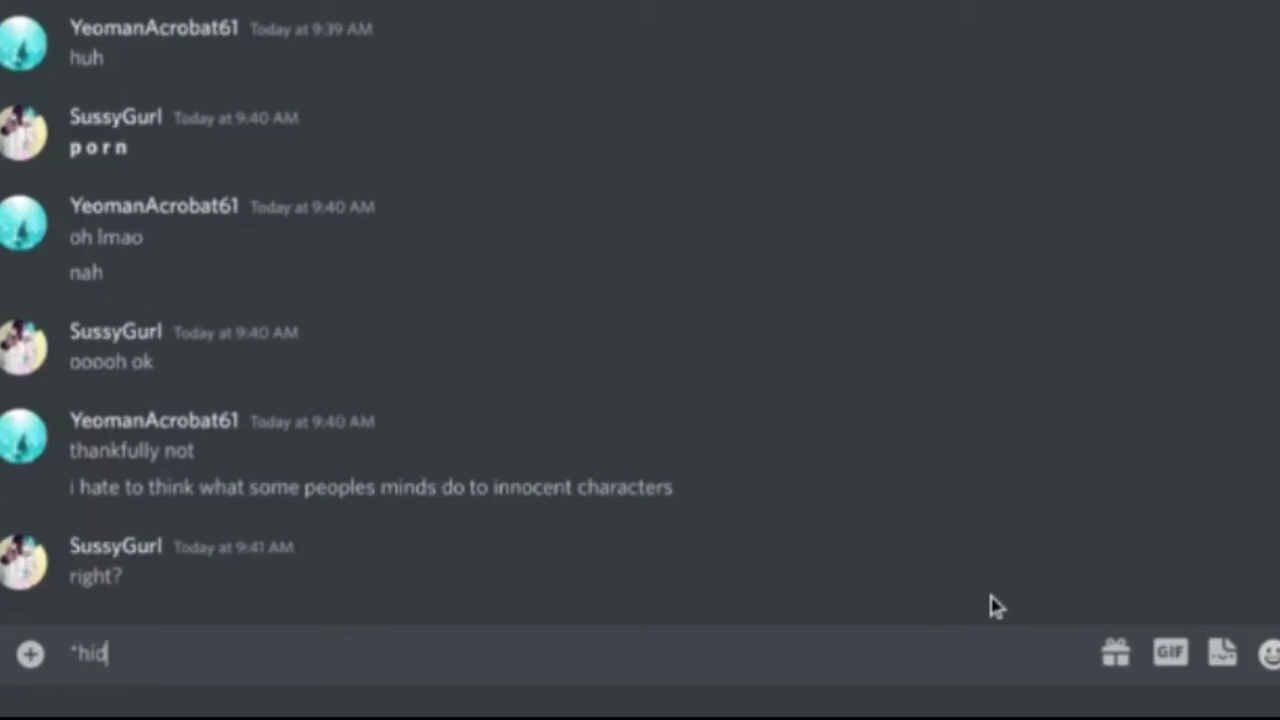 YeomanAcrobat61 Today at 9:39 AM
huh
SussyGurl Today at 9:40 AM
p o r n
YeomanAcrobat61 Today at 9:40 AM
oh lmao
nah
SussyGurl Today at 9:40 AM
ooooh ok
YeomanAcrobat61 Today at 9:40 AM
thankfully not
i hate to think what some peoples minds do to innocent characters
SussyGurl Today at 9:41 AM
right?
*hid
GIF